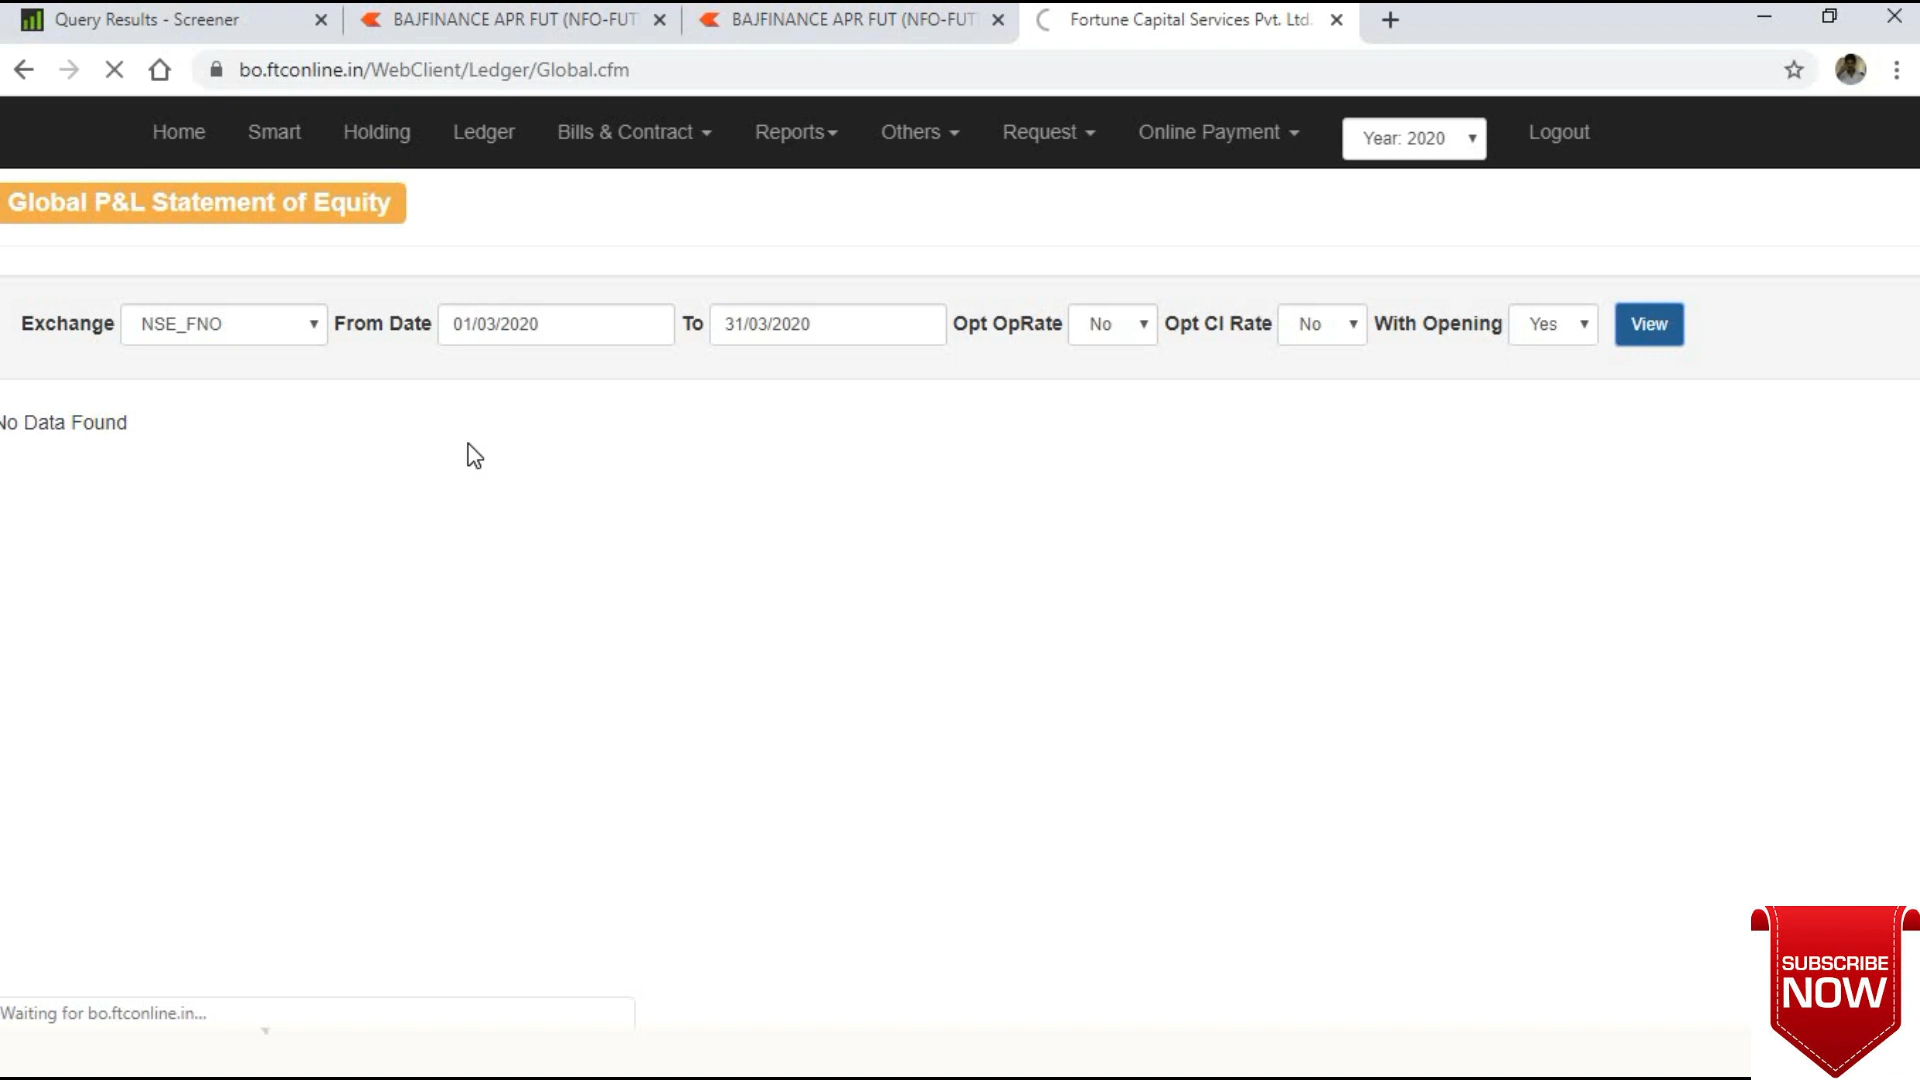 Query Results - Screener
BAJFINANCE APR FUT (NFO-FUT
BAJFINANCE APR FUT (NFO-FUT
Fortune Capital Services Pvt. Ltd.
bo.ftconline.in/WebClient/Ledger/Global.cfm
Home Smart Holding Ledger Bills & Contract Reports Others Request Online Payment Year: 2020 Logout
Global P&L Statement of Equity
Exchange NSE_FNO From Date 01/03/2020 To 31/03/2020 Opt OpRate No Opt Cl Rate No With Opening Yes View
No Data Found
Waiting for bo.ftconline.in...
SUBSCRIBE
NOW